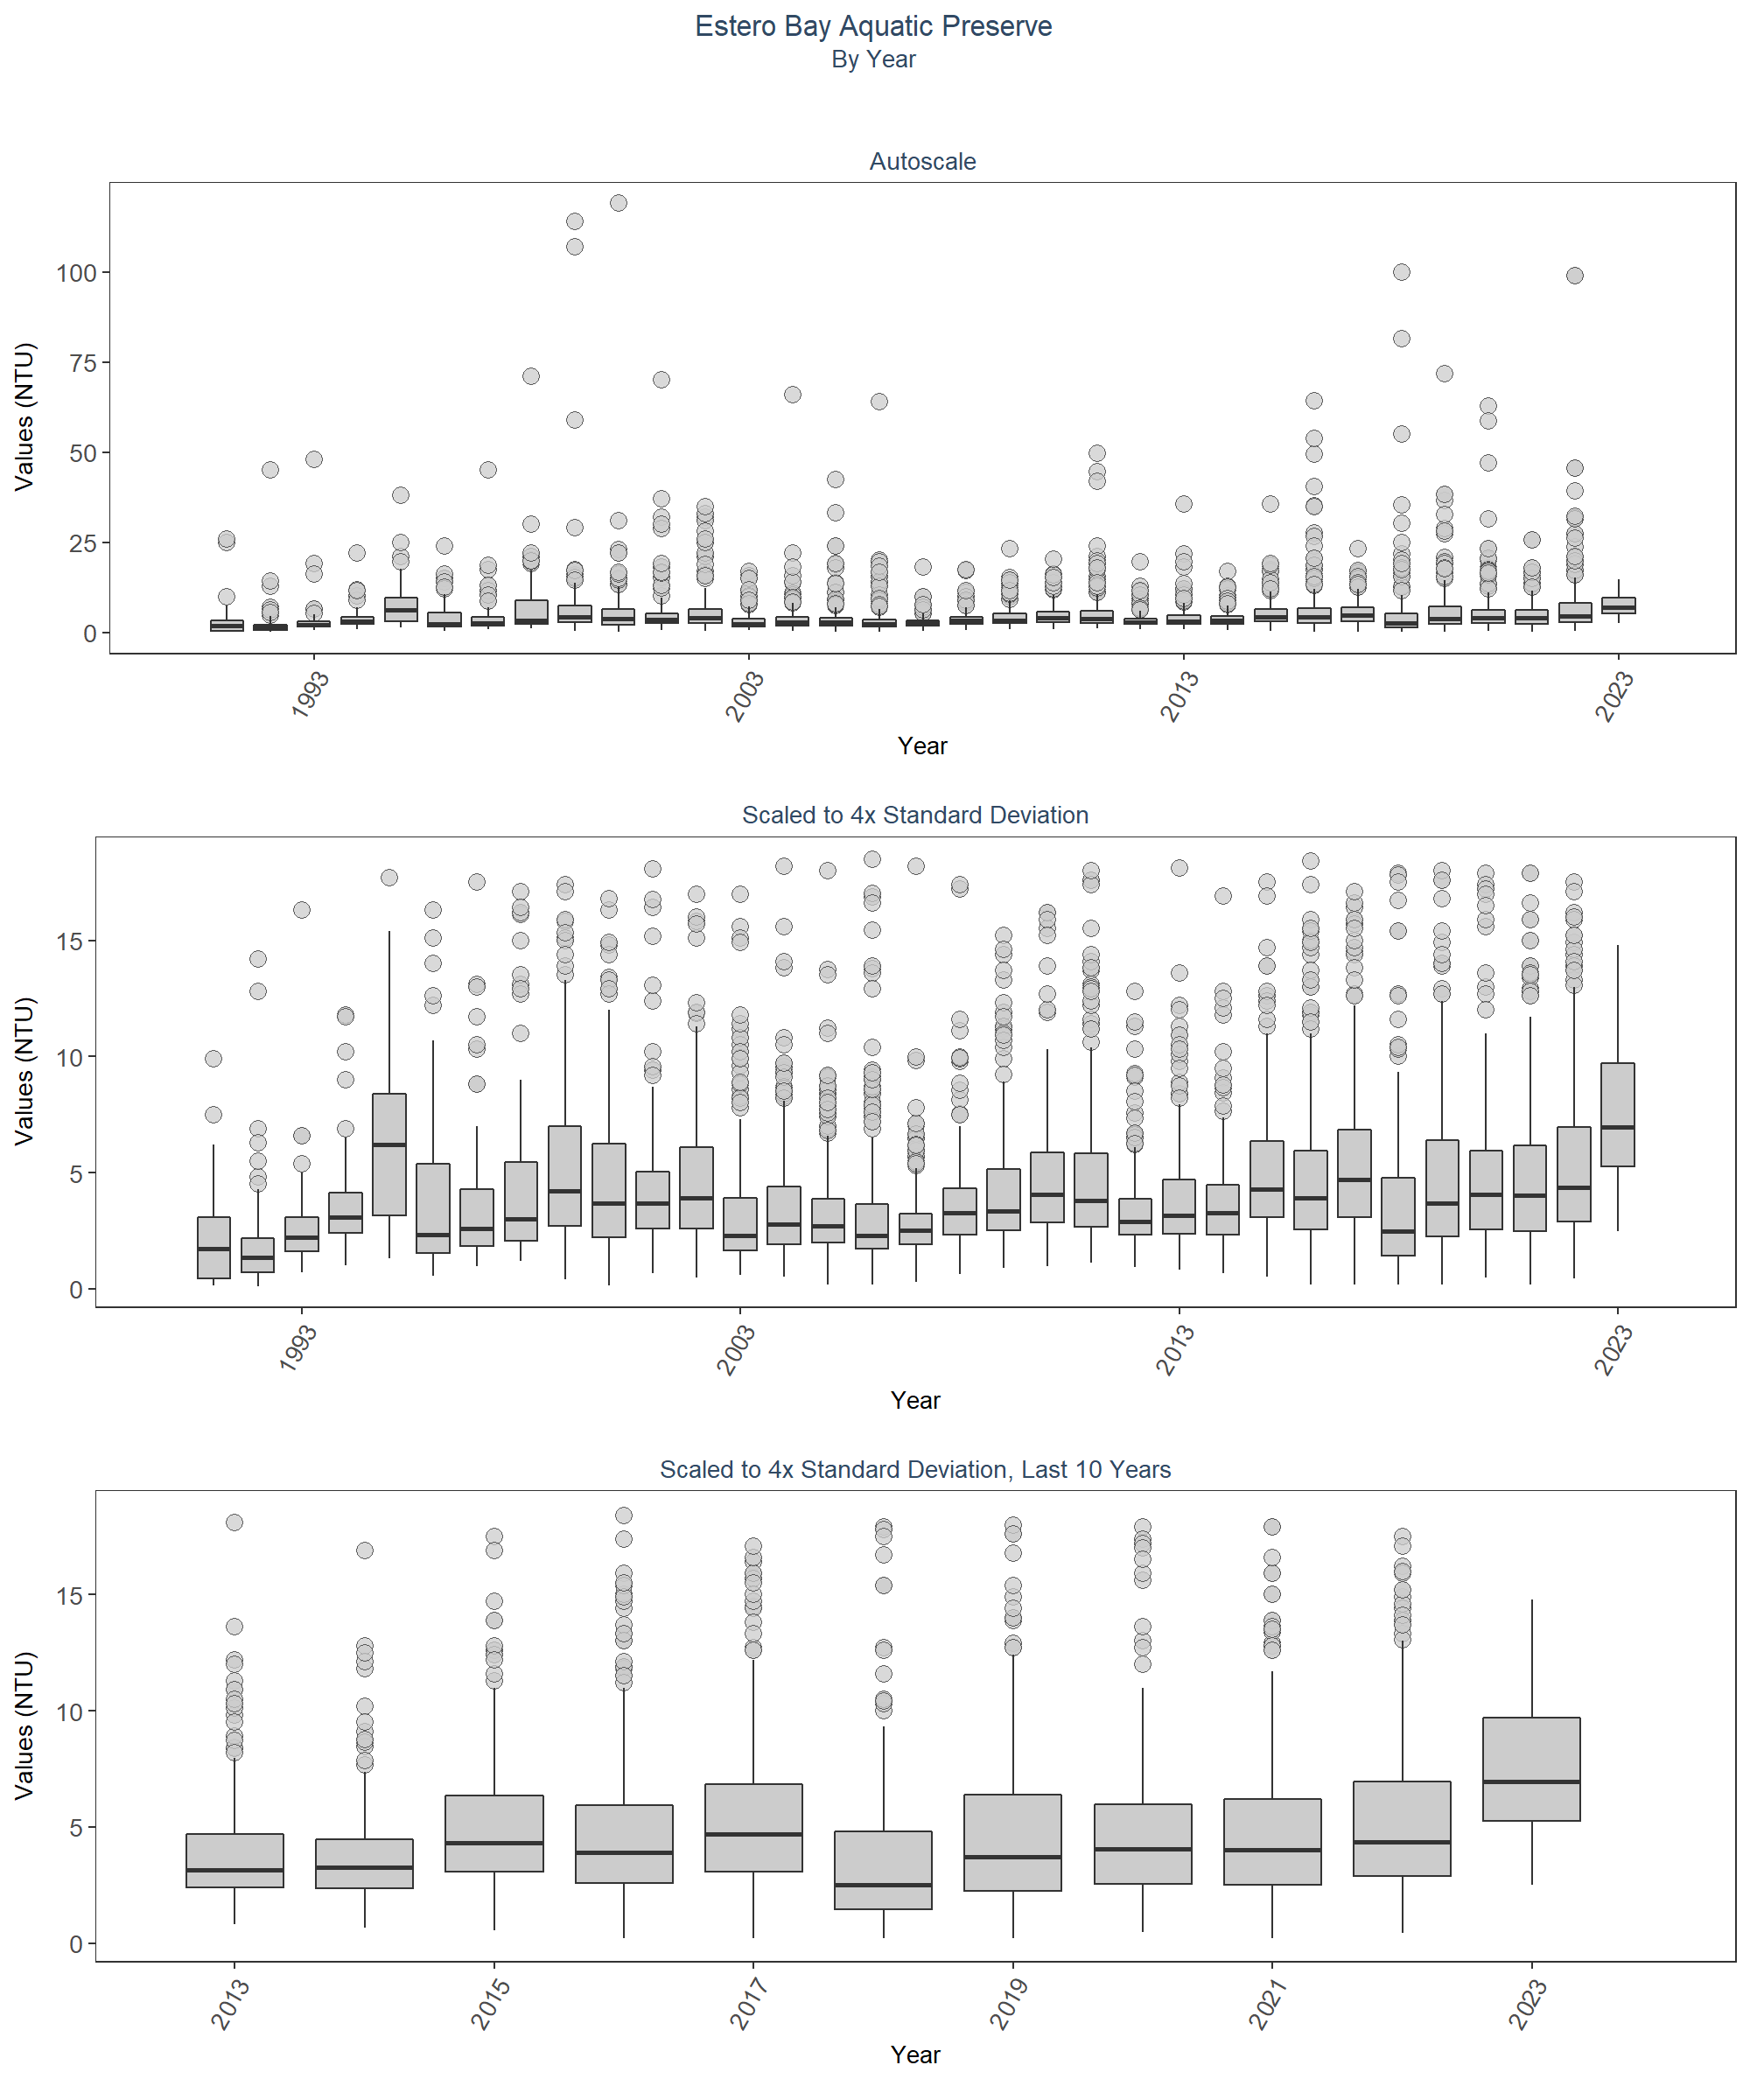 Estero Bay Aquatic Preserve
By Year
Autoscale
Values (NTU)
100
75
50
25
0
1993
2003
2013
2023
Year
Scaled to 4x Standard Deviation
Values (NTU)
15
10
5
0
1993
2003
2013
2023
Year
Scaled to 4x Standard Deviation, Last 10 Years
Values (NTU)
15
10
5
0
2013
2015
2017
2019
2021
2023
Year